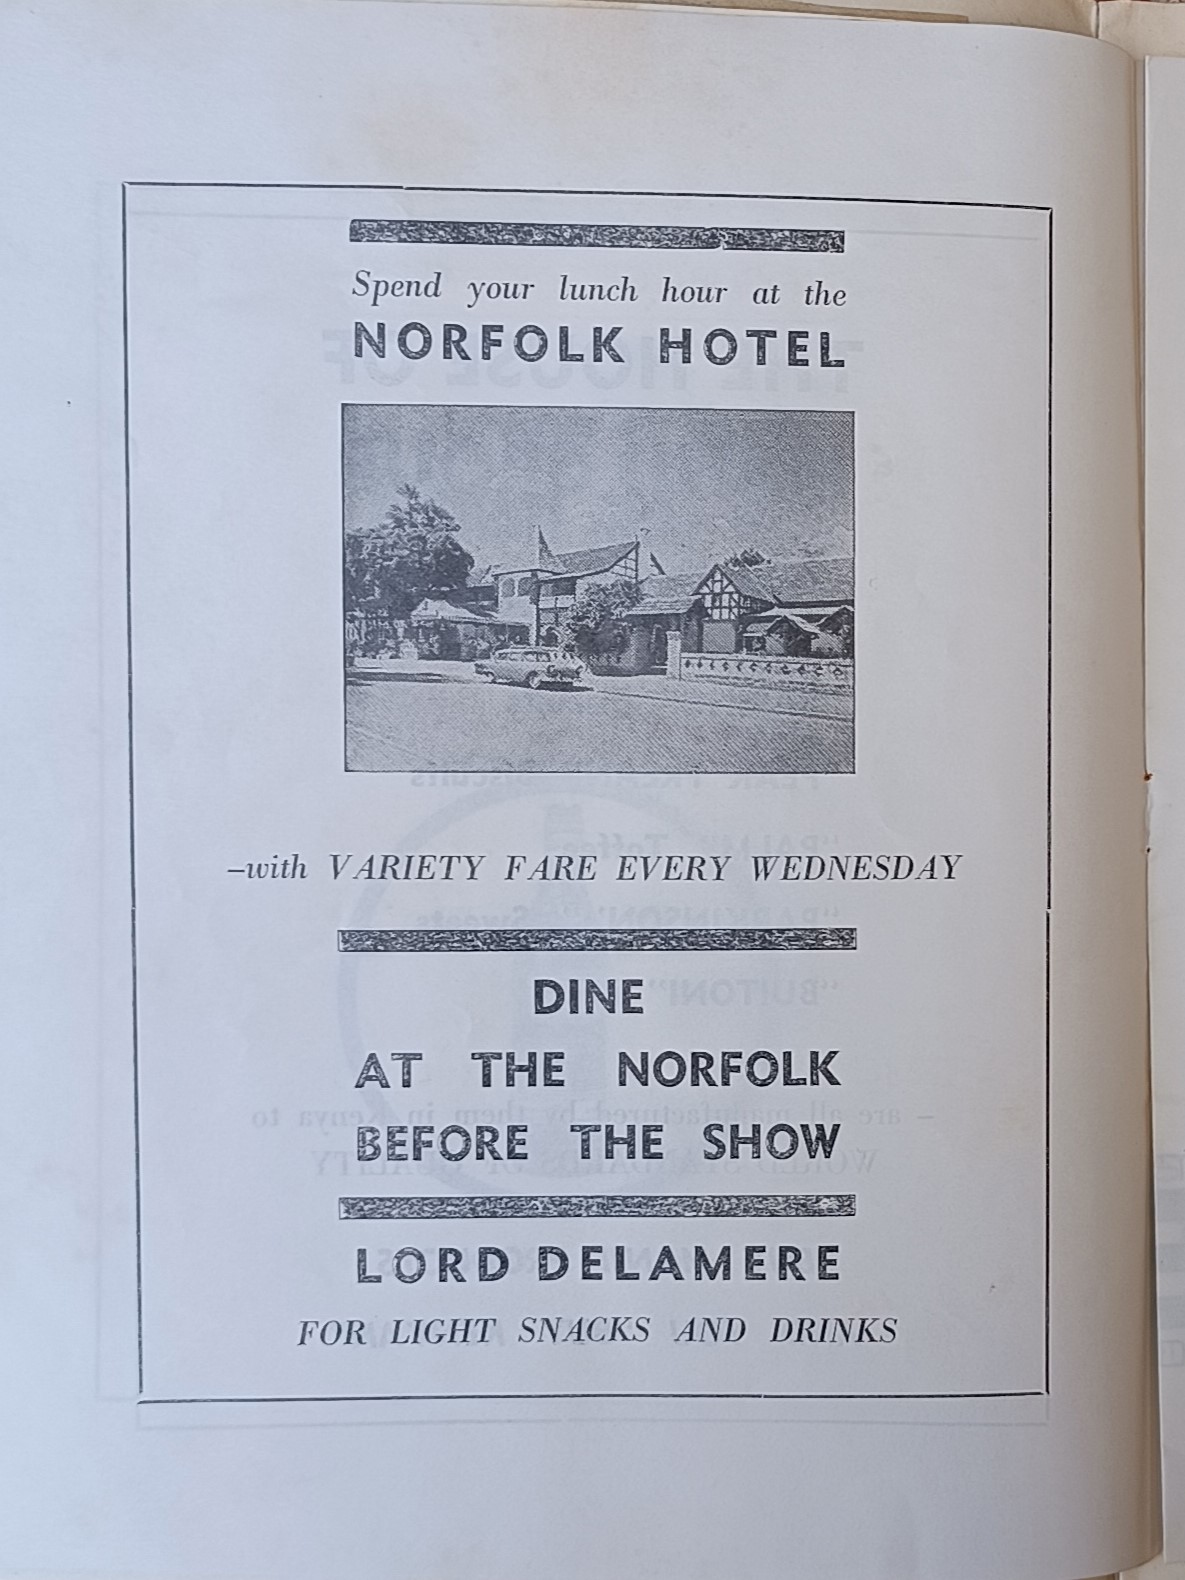 Spend your lunch hour at the
NORFOLK HOTEL
–with VARIETY FARE EVERY WEDNESDAY
DINE
AT THE NORFOLK
BEFORE THE SHOW
LORD DELAMERE
FOR LIGHT SNACKS AND DRINKS